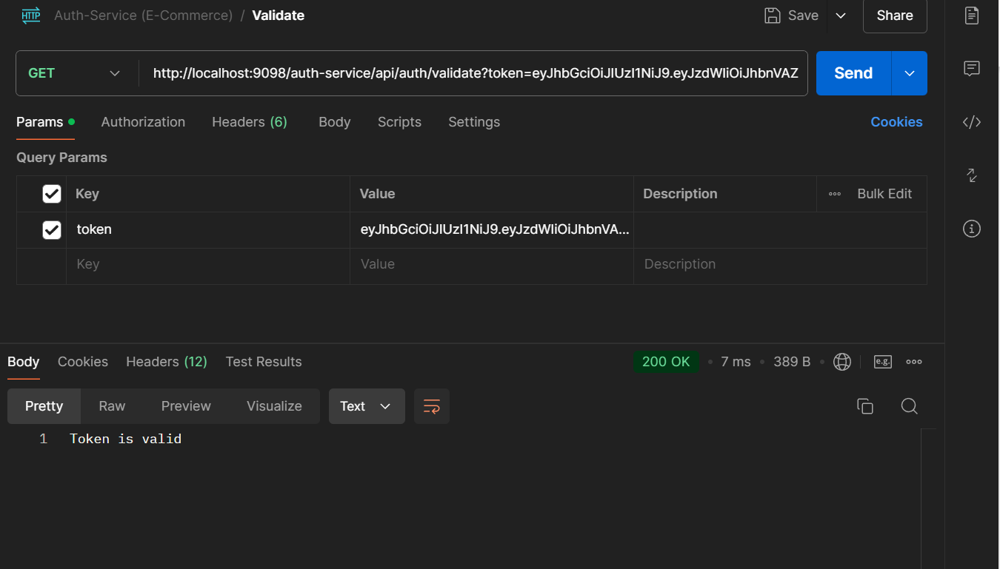 HTTP Auth-Service (E-Commerce) / Validate Save Share
GET http://localhost:9098/auth-service/api/auth/validate?token=eyJhbGciOiJIUzI1NiJ9.eyJzdWIiOiJhbnVAZ Send
Params Authorization Headers (6) Body Scripts Settings Cookies
Query Params
Key Value Description Bulk Edit
token eyJhbGciOiJIUzI1NiJ9.eyJzdWIiOiJhbnVA...
Key Value Description
Body Cookies Headers (12) Test Results 200 OK • 7 ms • 389 B • e.g.
Pretty Raw Preview Visualize Text
1 Token is valid